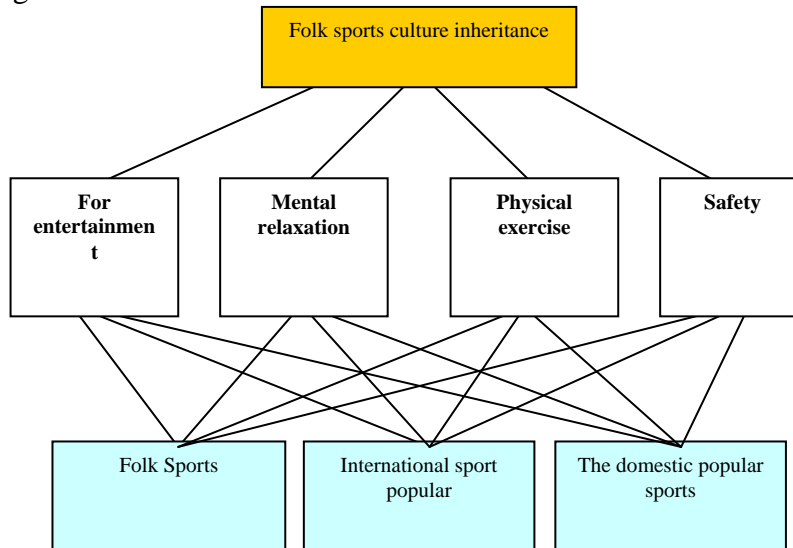 g
Folk sports culture inheritance
For
entertainmen
t
Mental
relaxation
Physical
exercise
Safety
Folk Sports
International sport
popular
The domestic popular
sports